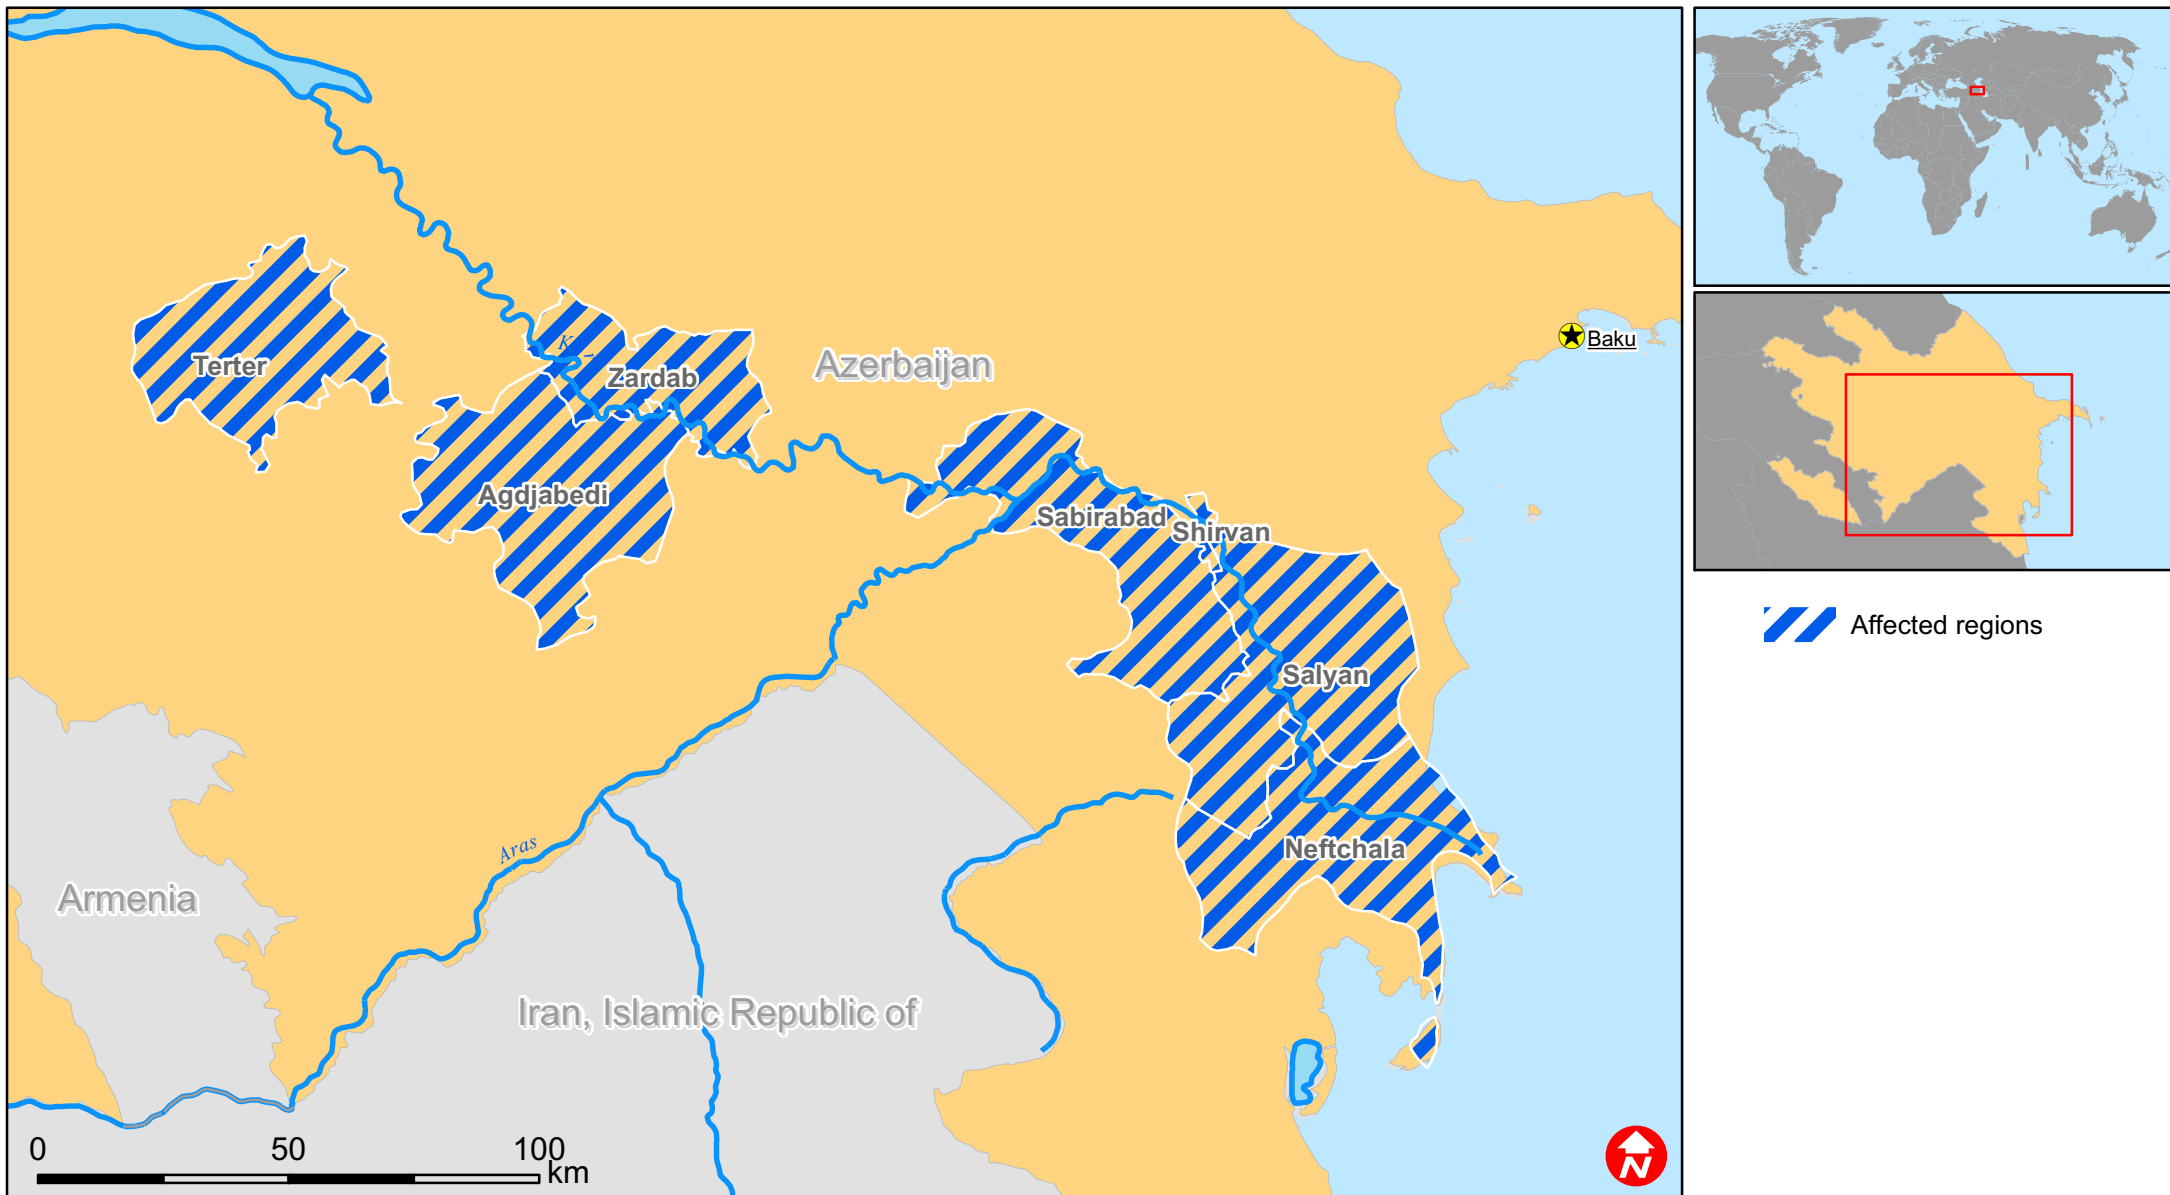 Terter
Zardab
Azerbaijan
Baku
Agdjabedi
Sabirabad
Shirvan
Salyan
Neftchala
Aras
Armenia
Iran, Islamic Republic of
0 50 100
km
N
Affected regions